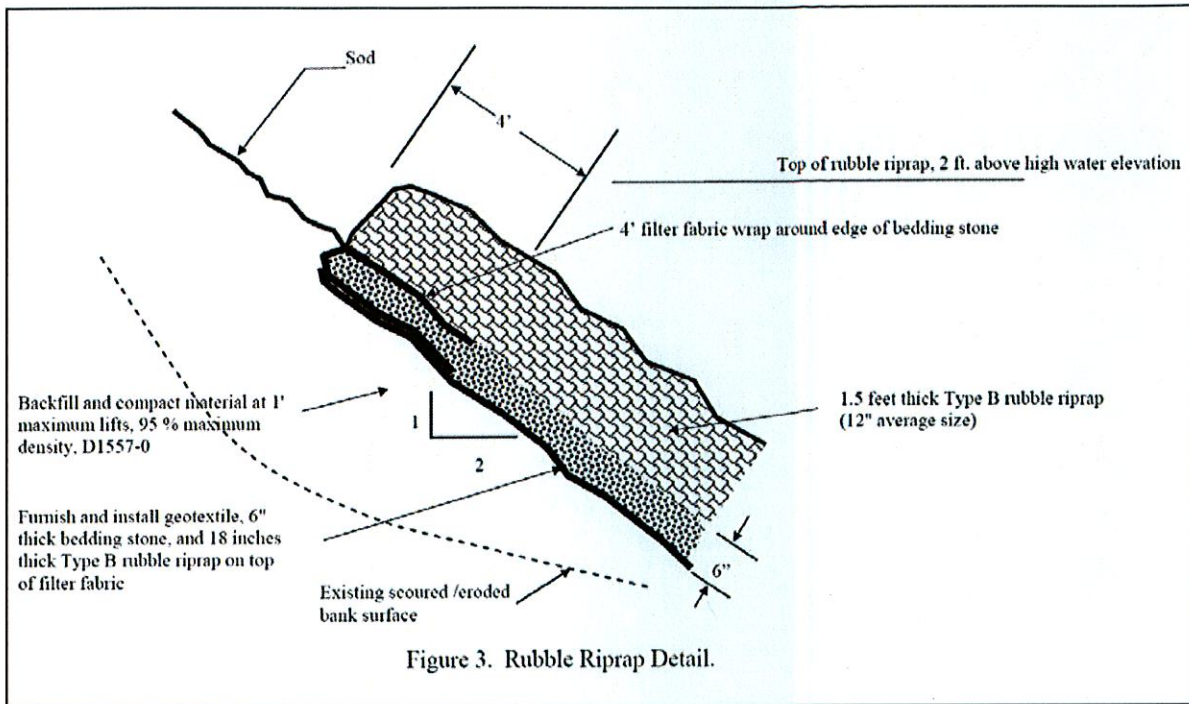 Sod
4'
Top of rubble riprap, 2 ft. above high water elevation
4' filter fabric wrap around edge of bedding stone
Backfill and compact material at 1'
maximum lifts, 95 % maximum
density, D1557-0
1
2
1.5 feet thick Type B rubble riprap
(12" average size)
Furnish and install geotextile, 6"
thick bedding stone, and 18 inches
thick Type B rubble riprap on top
of filter fabric
6"
Existing scoured /eroded
bank surface
Figure 3. Rubble Riprap Detail.